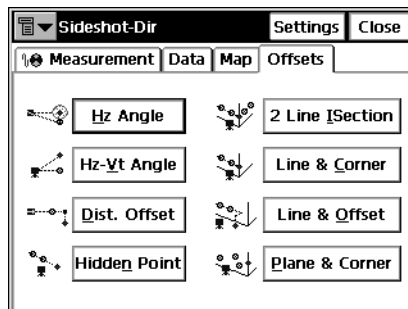 Sideshot-Dir Settings Close
Measurement Data Map Offsets
Hz Angle 2 Line ISection
Hz-Vt Angle Line & Corner
Dist. Offset Line & Offset
Hidden Point Plane & Corner